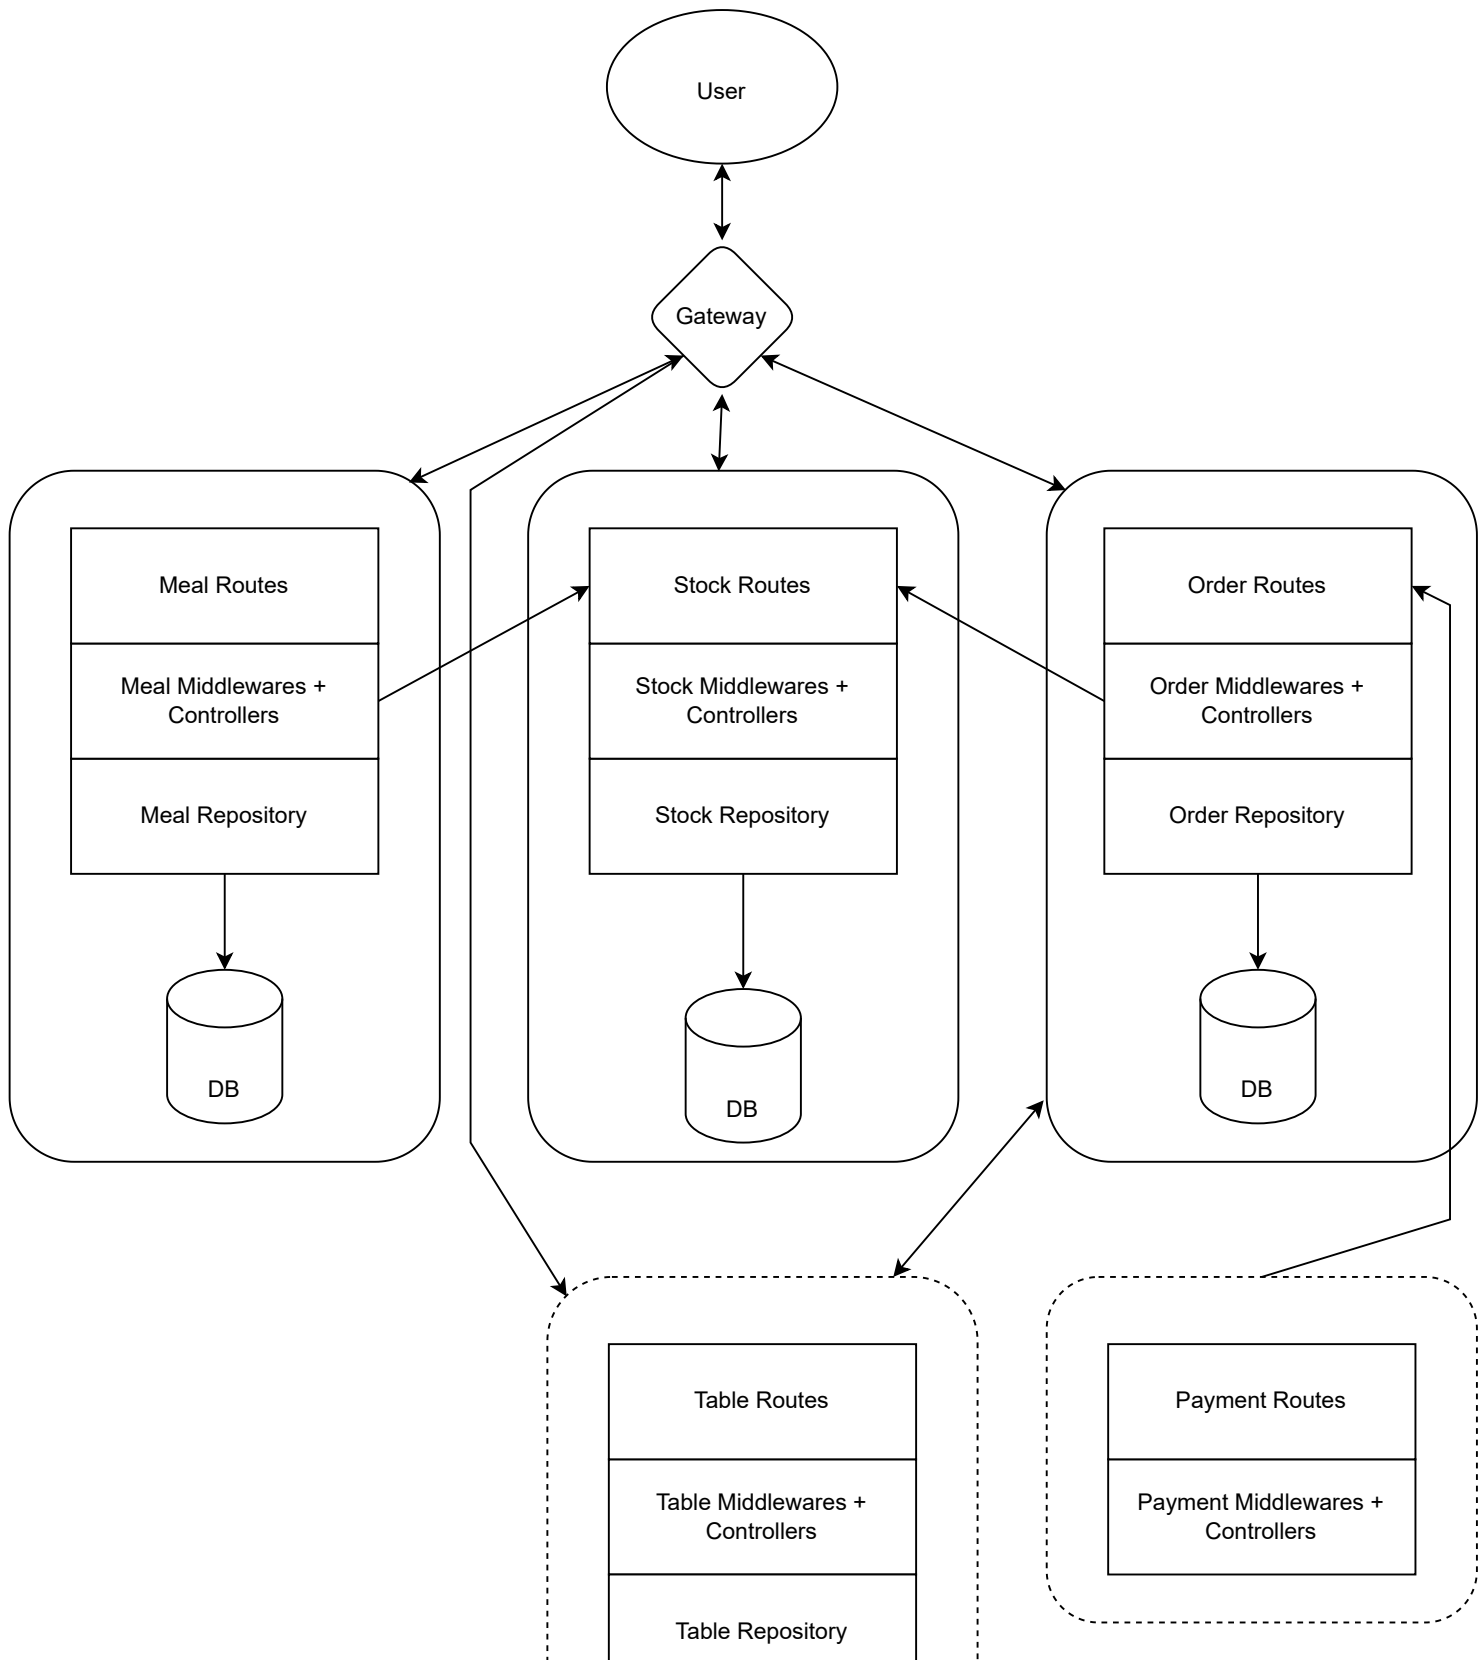 User
Gateway
Meal Routes
Meal Middlewares +
Controllers
Meal Repository
DB
Stock Routes
Stock Middlewares +
Controllers
Stock Repository
DB
Order Routes
Order Middlewares +
Controllers
Order Repository
DB
Table Routes
Table Middlewares +
Controllers
Table Repository
Payment Routes
Payment Middlewares +
Controllers